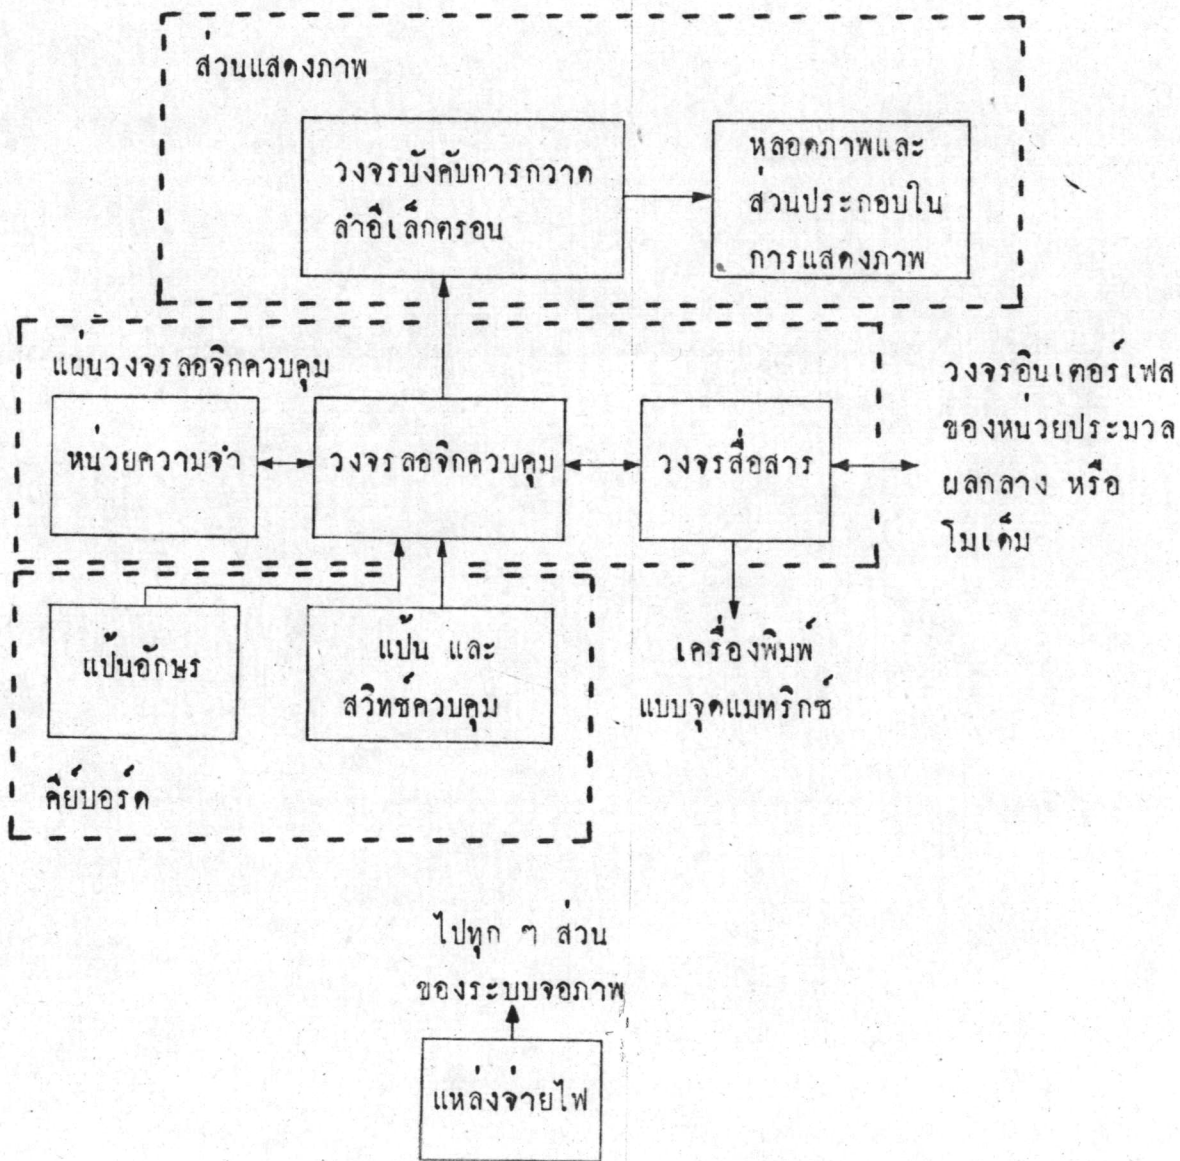 ส่วนแสดงภาพ
วงจรบังคับการกวาด
ลำอีเล็กตรอน
หลอดภาพและ
ส่วนประกอบใน
การแสดงภาพ
แผ่นวงจรลอจิกควบคุม
หน่วยความจำ
วงจรลอจิกควบคุม
วงจรสื่อสาร
วงจรอินเตอร์เฟส
ของหน่วยประมวล
ผลกลาง หรือ
โมเด็ม
แป้นอักษร
แป้น และ
สวิทช์ควบคุม
เครื่องพิมพ์
แบบจุดแมทริกซ์
คีย์บอร์ด
ไปทุก ๆ ส่วน
ของระบบจอภาพ
แหล่งจ่ายไฟ